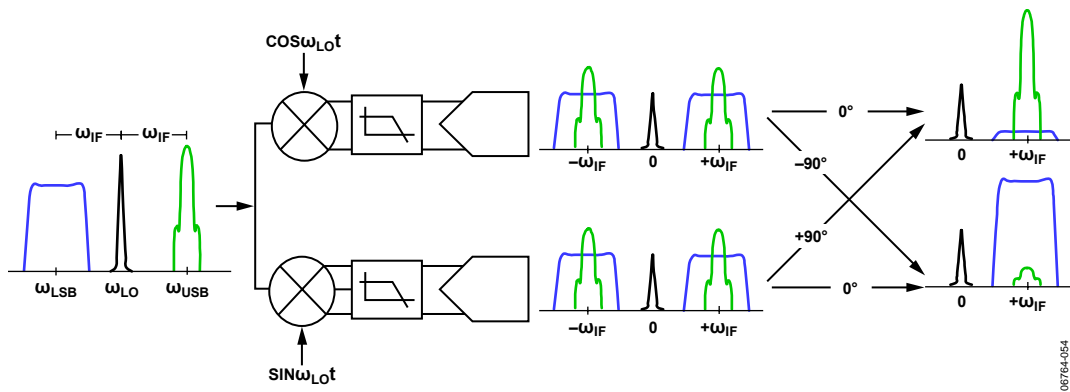 COSωLOt
ωIF ωIF
ωLSB ωLO ωUSB
–ωIF 0 +ωIF
0°
–90°
0 +ωIF
+90°
0°
–ωIF 0 +ωIF
0 +ωIF
SINωLOt
06764-054